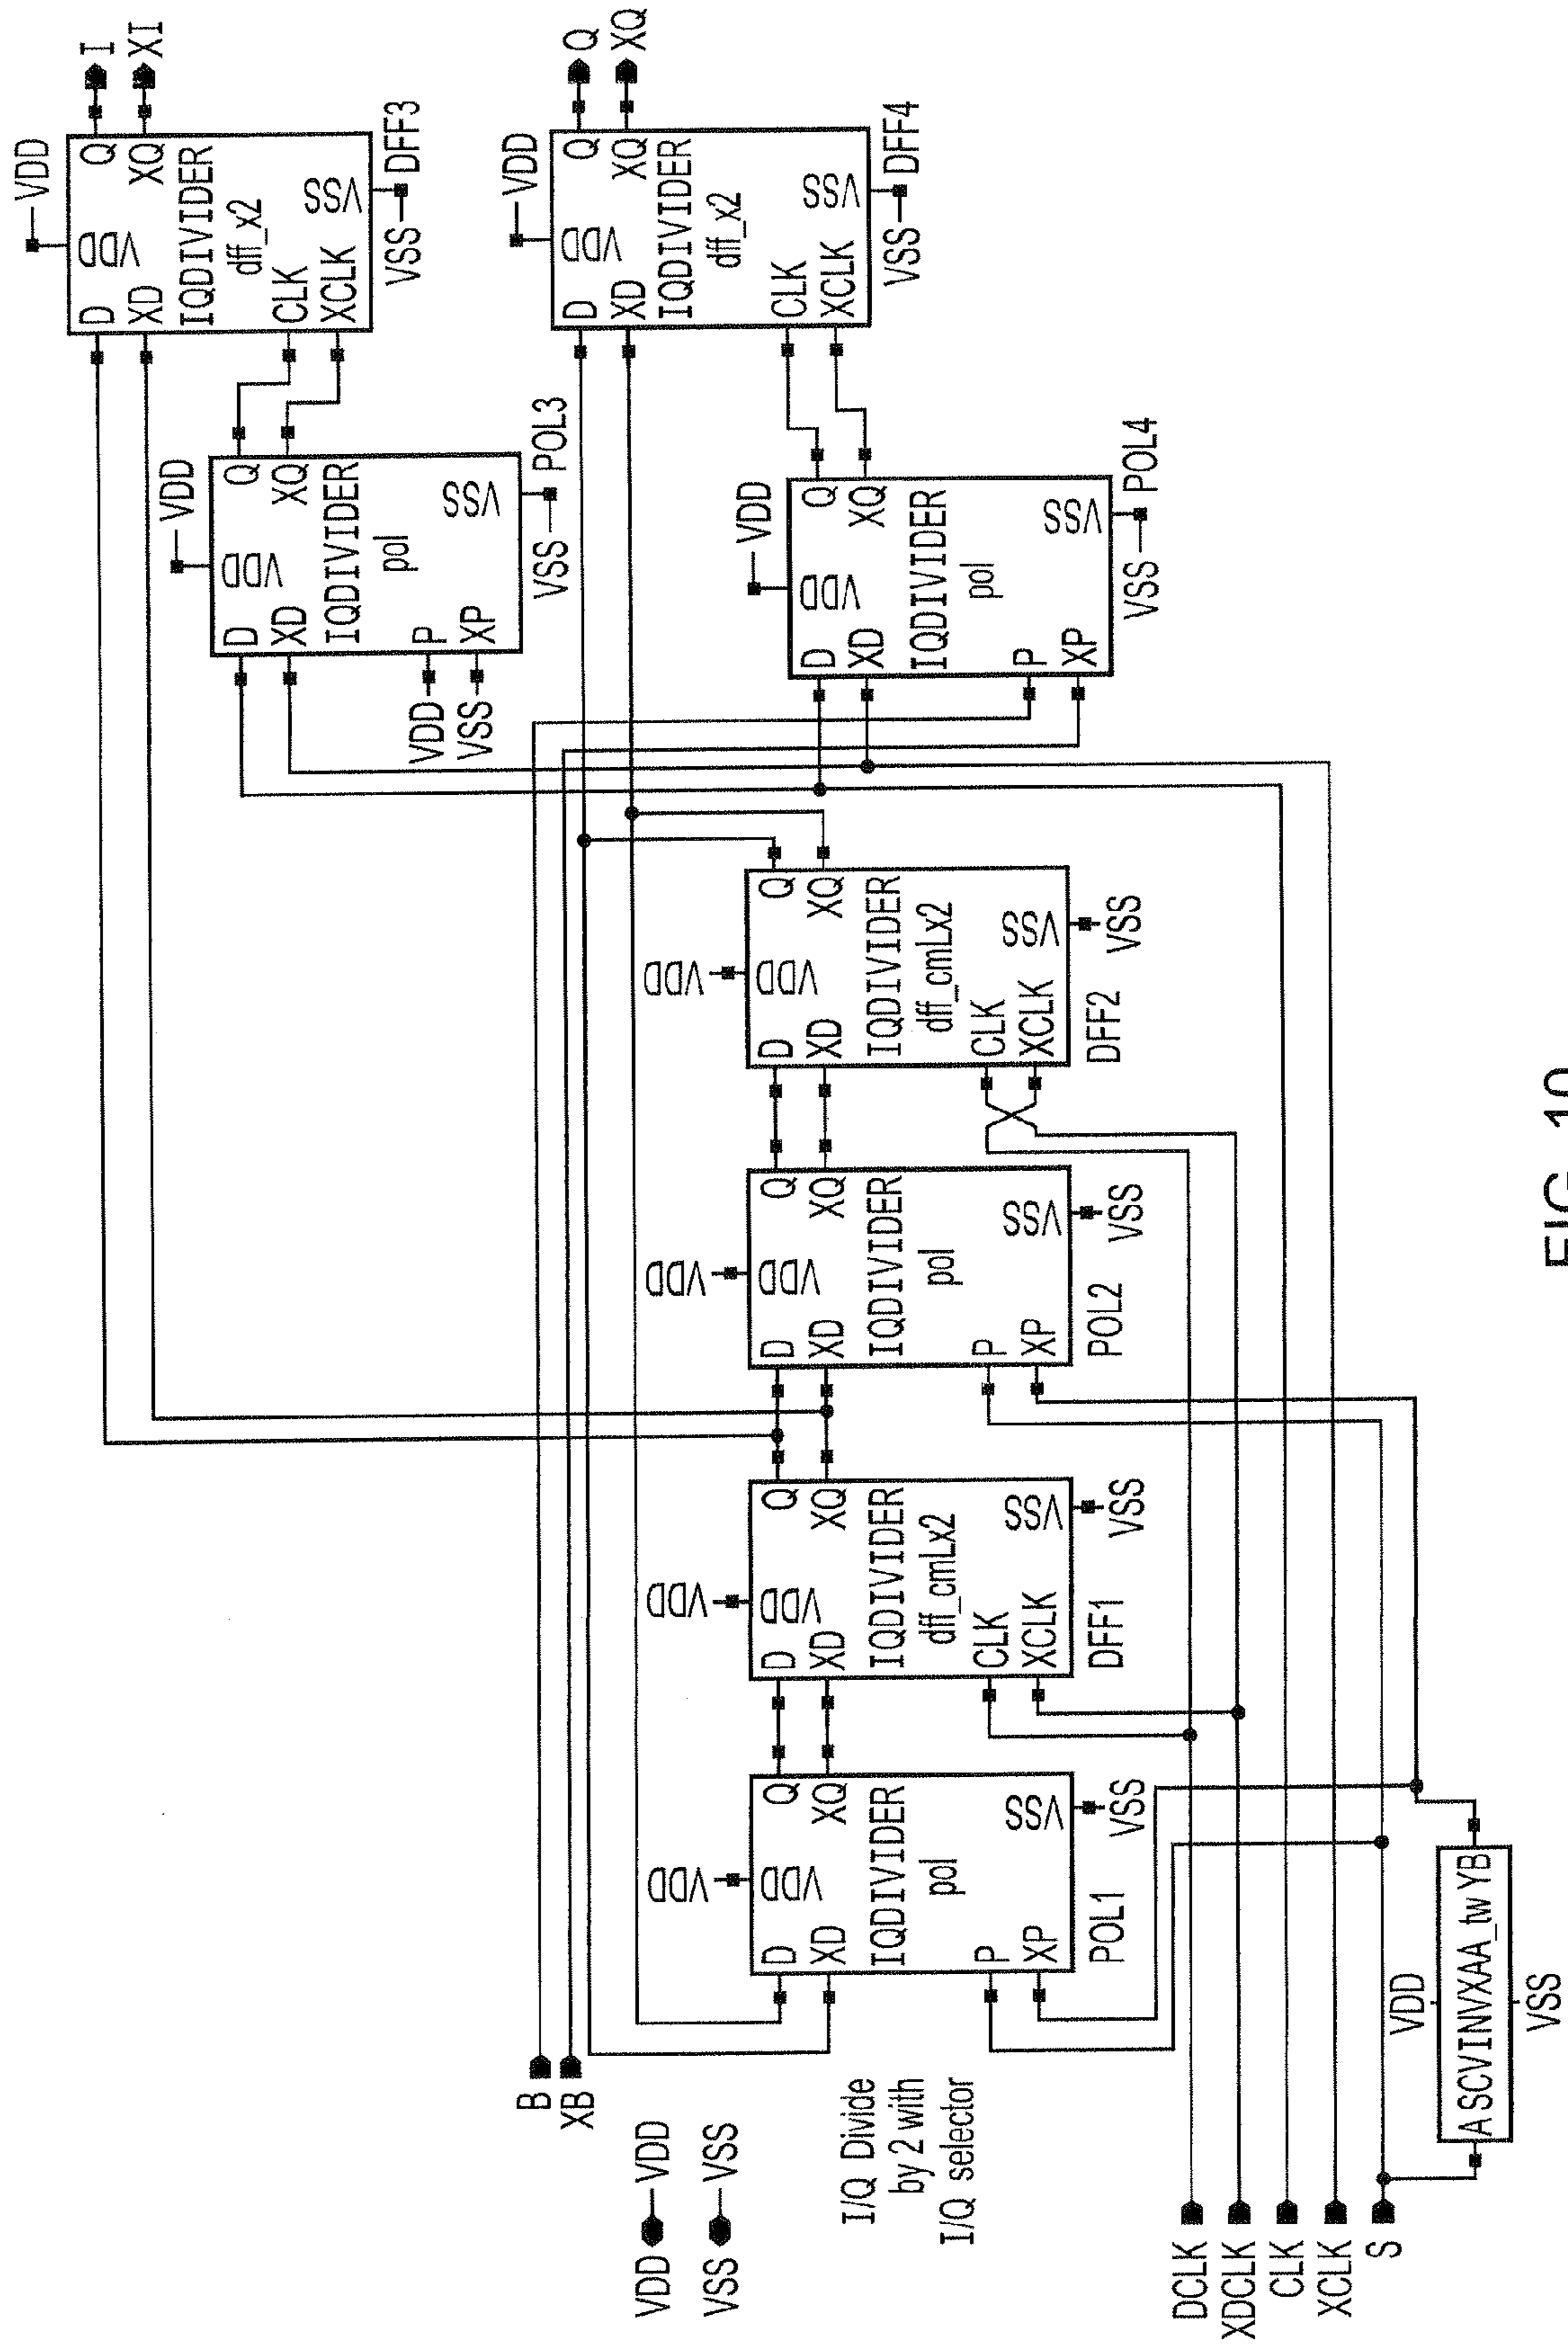 VDD
D
VDD
Q
I
XD
XQ
XI
IQDIVIDER
dff_x2
CLK
XCLK
VSS
VSS
DFF3
VDD
D
VDD
Q
XD
XQ
IQDIVIDER
pol
P
XP
VSS
VDD
VSS
VSS
POL3
VDD
D
VDD
Q
Q
XD
XQ
XQ
IQDIVIDER
dff_x2
CLK
XCLK
VSS
VSS
DFF4
VDD
D
VDD
Q
XD
XQ
IQDIVIDER
pol
P
XP
VSS
VSS
POL4
B
XB
VDD
VDD
VSS
VSS
I/Q Divide
by 2 with
I/Q selector
VDD
D
VDD
Q
XD
XQ
IQDIVIDER
pol
P
XP
VSS
POL1
VSS
VDD
D
VDD
Q
XD
XQ
IQDIVIDER
dff_cmLx2
CLK
XCLK
VSS
DFF1
VSS
VDD
D
VDD
Q
XD
XQ
IQDIVIDER
pol
P
XP
VSS
POL2
VSS
VDD
D
VDD
Q
XD
XQ
IQDIVIDER
dff_cmLx2
CLK
XCLK
VSS
DFF2
VSS
DCLK
XDCLK
CLK
XCLK
S
VDD
A SCVINVXAA_tw YB
VSS
FIG. 10